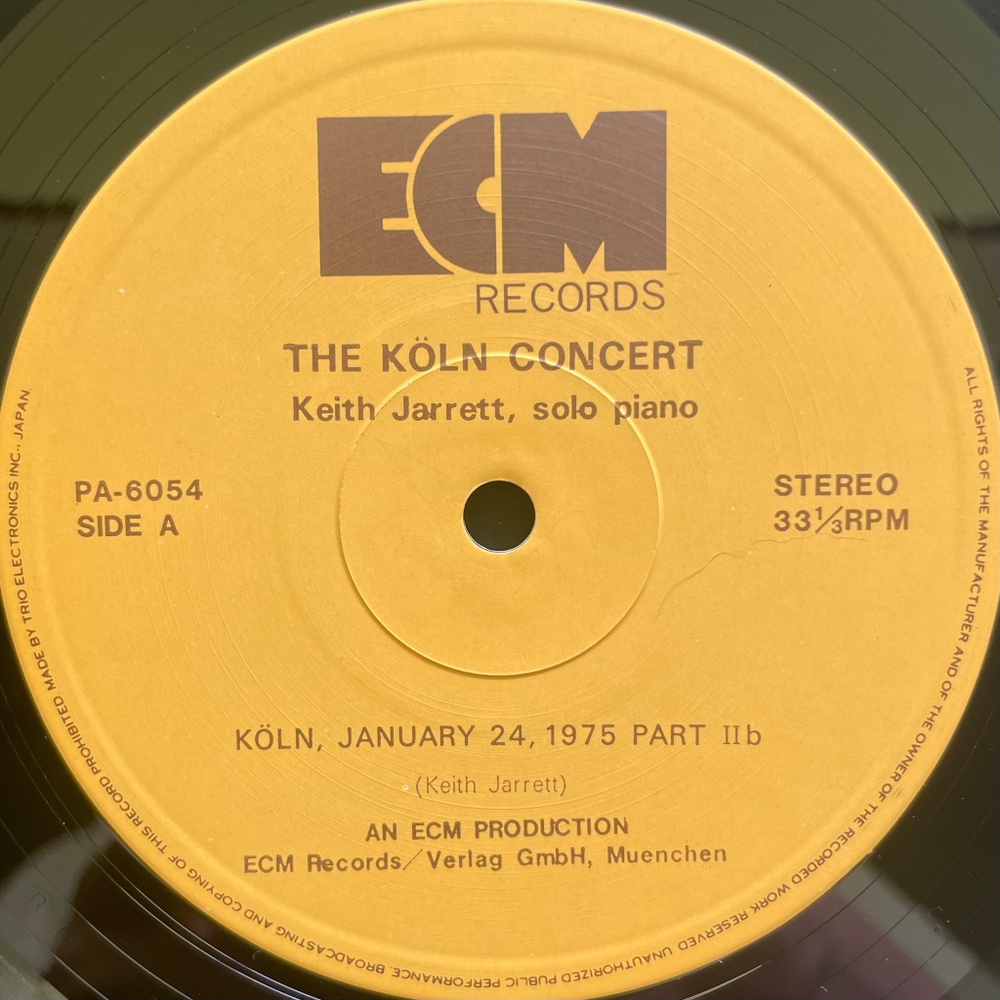 ECM
RECORDS
THE KÖLN CONCERT
Keith Jarrett, solo piano
PA-6054
SIDE A
STEREO
33⅓RPM
KÖLN, JANUARY 24, 1975 PART IIb
(Keith Jarrett)
AN ECM PRODUCTION
ECM Records/Verlag GmbH, Muenchen
ALL RIGHTS OF THE MANUFACTURER AND OF THE OWNER OF THE RECORDED WORK RESERVED UNAUTHORIZED PUBLIC PERFORMANCE, BROADCASTING AND COPYING OF THIS RECORD PROHIBITED MADE BY TRIO ELECTRONICS INC., JAPAN.